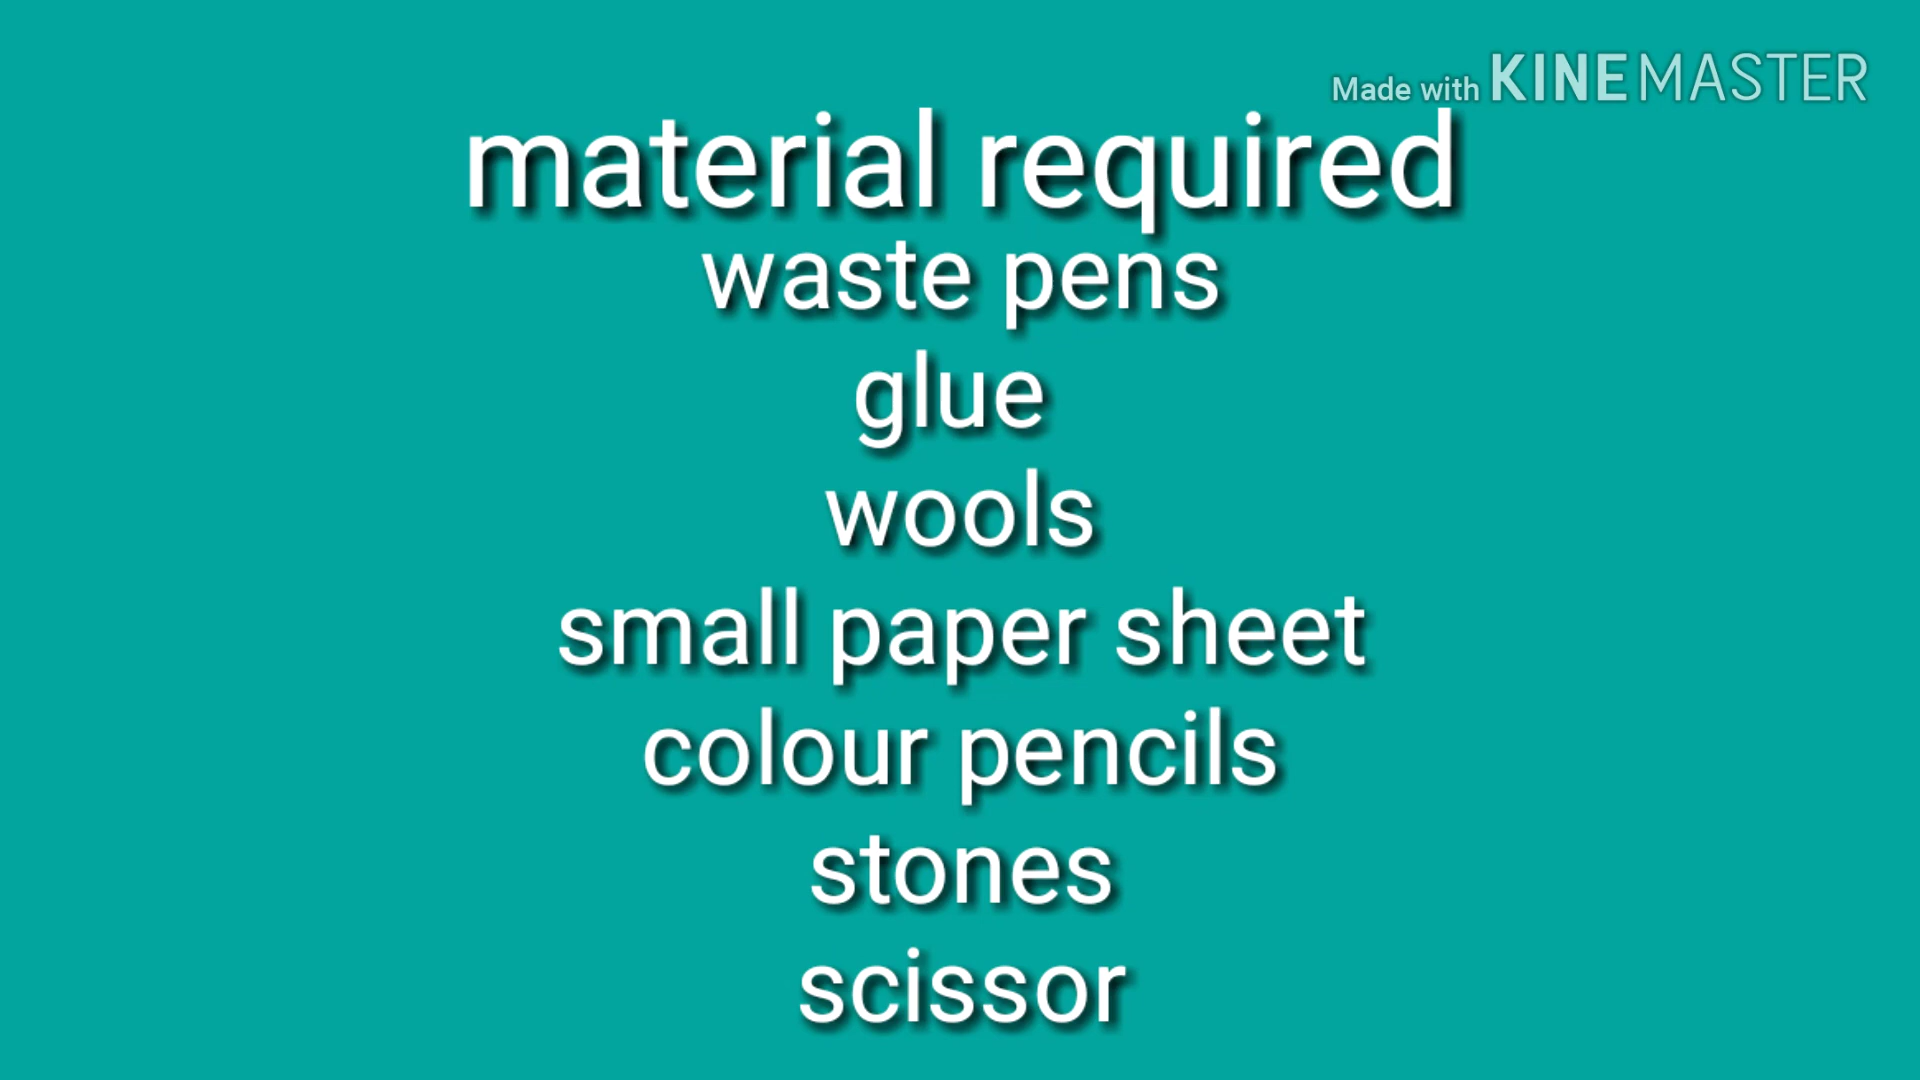 Made with KINEMASTER
material required
waste pens
glue
wools
small paper sheet
colour pencils
stones
scissor